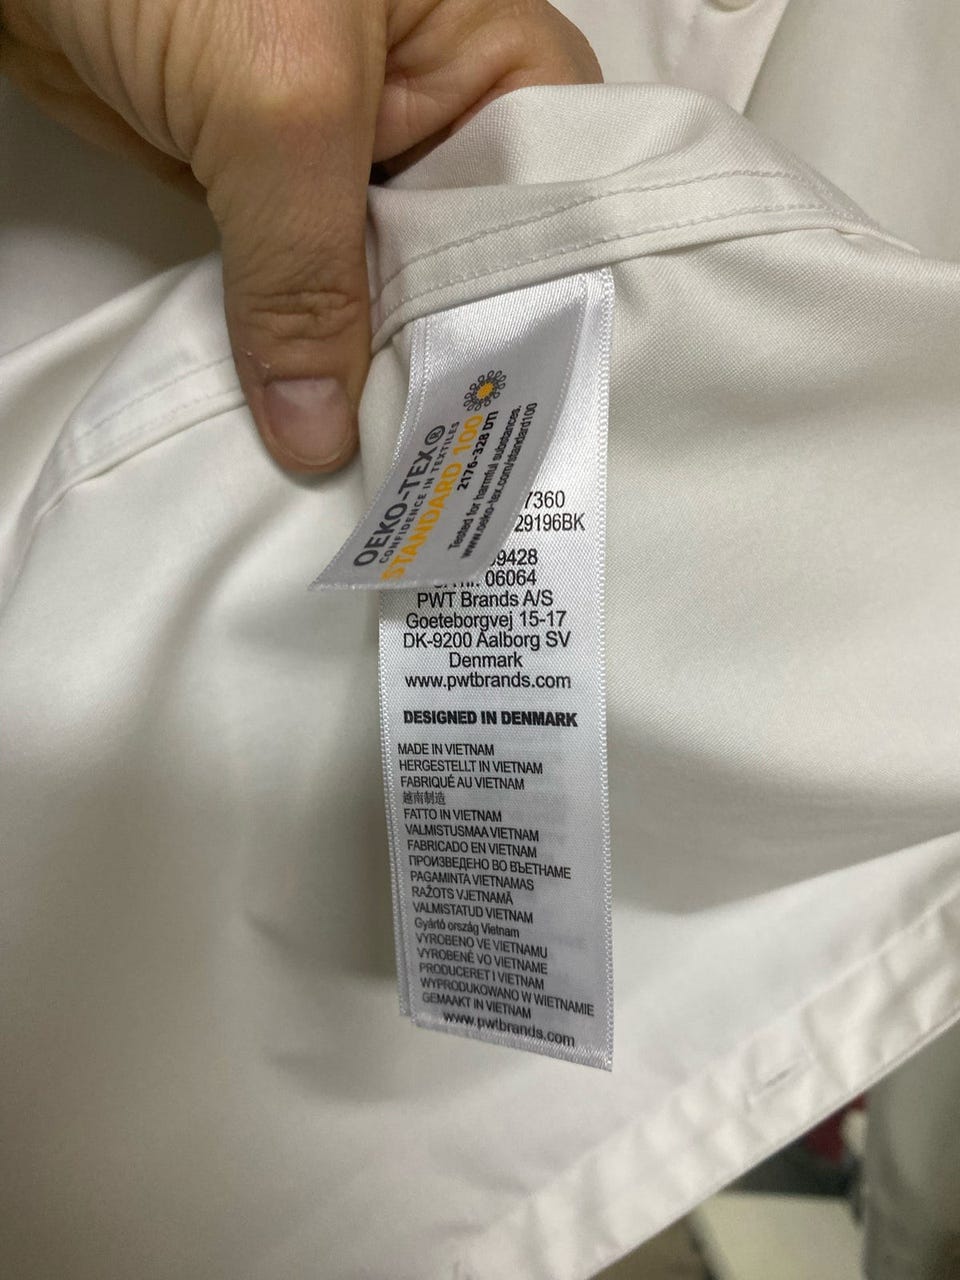 OEKO-TEX®
CONFIDENCE IN TEXTILES
STANDARD 100
2176-328 DTI
Tested for harmful substances.
www.oeko-tex.com/standard100
7360
29196BK
9428
06064
PWT Brands A/S
Goeteborgvej 15-17
DK-9200 Aalborg SV
Denmark
www.pwtbrands.com
DESIGNED IN DENMARK
MADE IN VIETNAM
HERGESTELLT IN VIETNAM
FABRIQUÉ AU VIETNAM
越南制造
FATTO IN VIETNAM
VALMISTUSMAA VIETNAM
FABRICADO EN VIETNAM
ПРОИЗВЕДЕНО ВО ВЪЕТНАМЕ
PAGAMINTA VIETNAMAS
RAŽOTS VJETNAMĀ
VALMISTATUD VIETNAM
Gyártó ország Vietnam
VYROBENO VE VIETNAMU
VYROBENÉ VO VIETNAME
PRODUCERET I VIETNAM
WYPRODUKOWANO W WIETNAMIE
GEMAAKT IN VIETNAM
www.pwtbrands.com